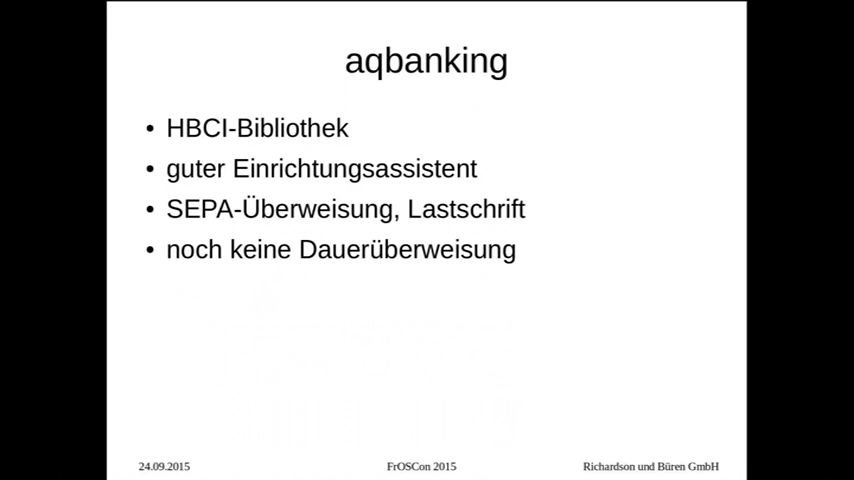 aqbanking
• HBCI-Bibliothek
• guter Einrichtungsassistent
• SEPA-Überweisung, Lastschrift
• noch keine Dauerüberweisung
24.09.2015 FrOSCon 2015 Richardson und Büren GmbH